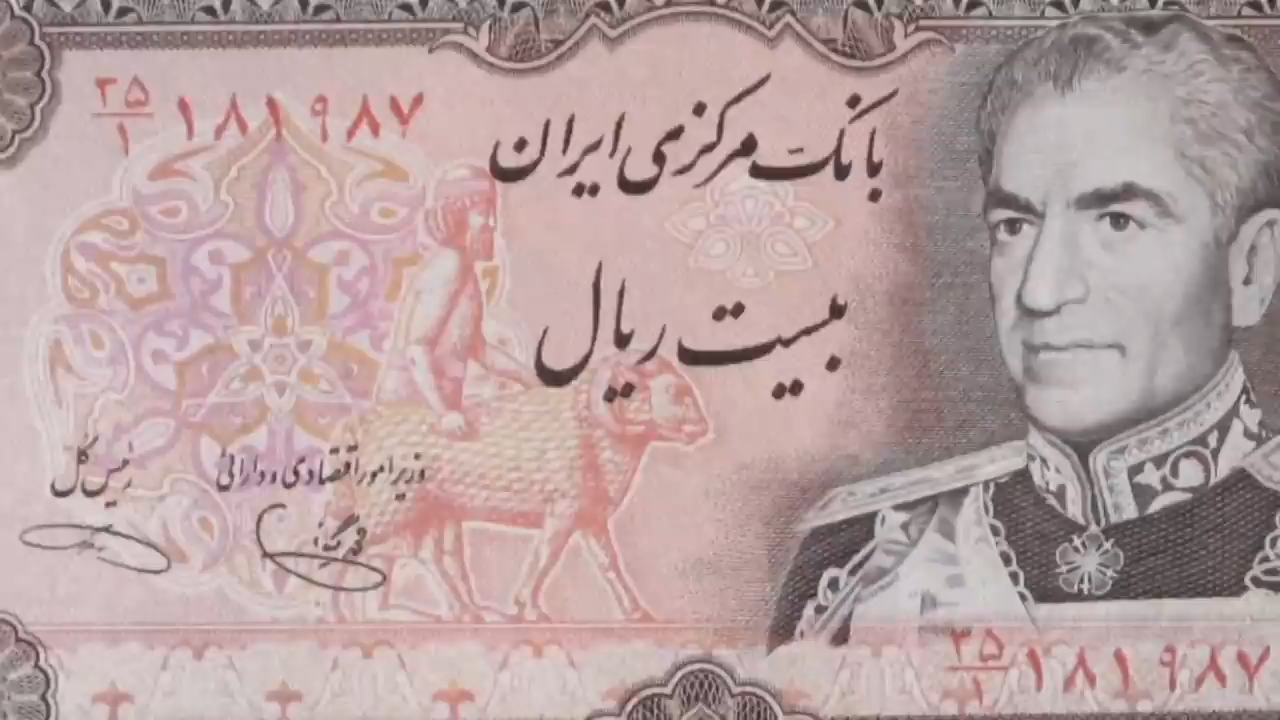 ۳۵/۱ ۱۸۱۹۸۷
بانک مرکزی ایران
بیست ریال
وزیر امور اقتصادی و دارائی
رئیس کل
۳۵/۱ ۱۸۱۹۸۷